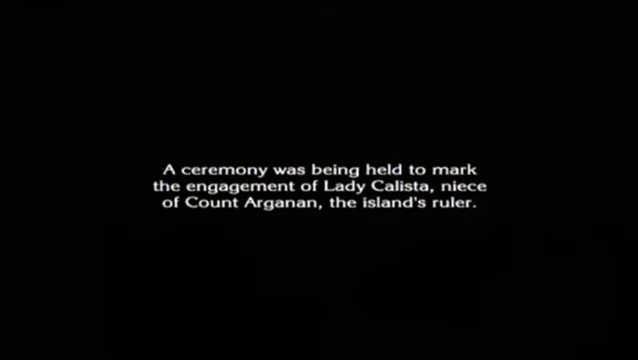 A ceremony was being held to mark
the engagement of Lady Calista, niece
of Count Arganan, the island's ruler.